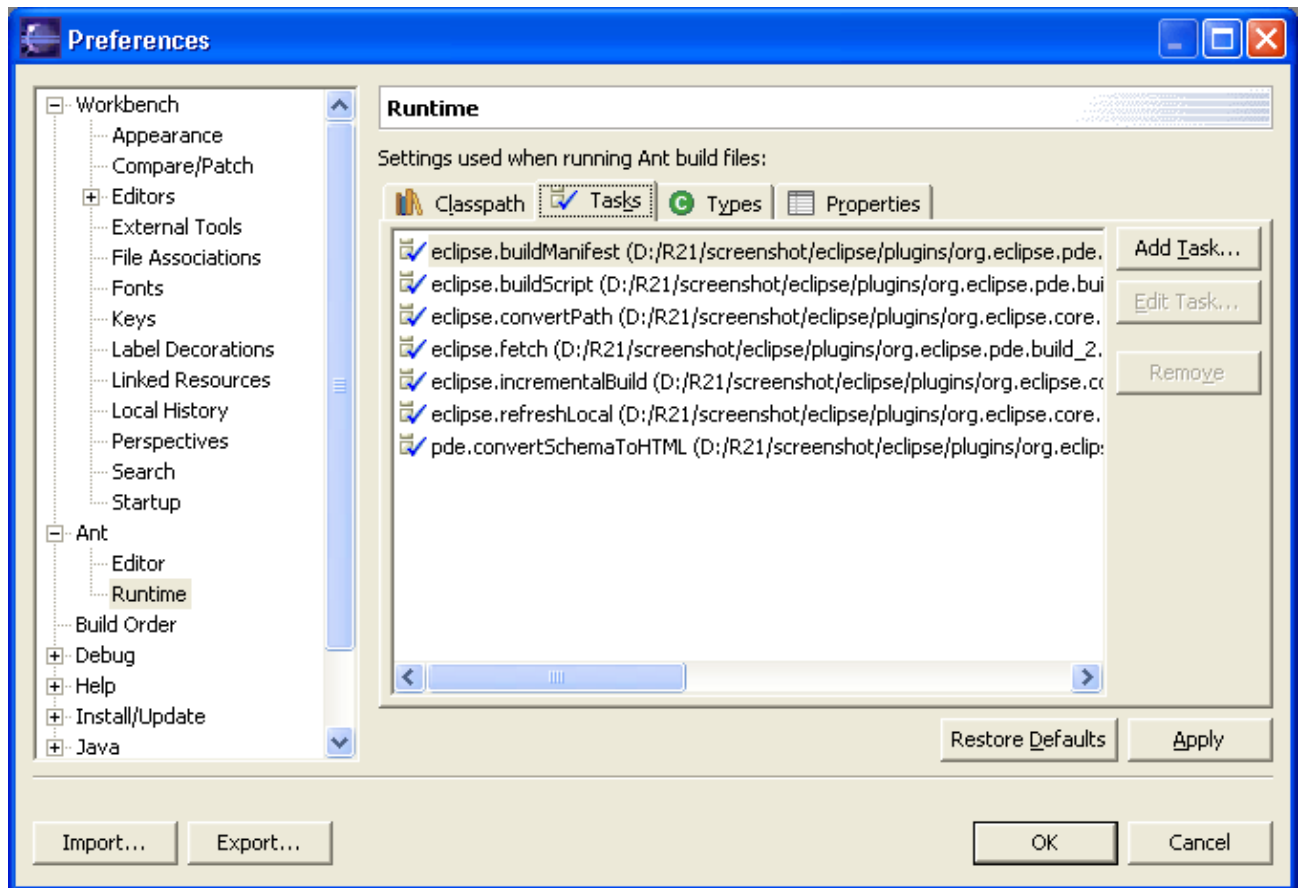 Preferences
Workbench
Appearance
Compare/Patch
Editors
External Tools
File Associations
Fonts
Keys
Label Decorations
Linked Resources
Local History
Perspectives
Search
Startup
Ant
Editor
Runtime
Build Order
Debug
Help
Install/Update
Java
Runtime
Settings used when running Ant build files:
Classpath Tasks Types Properties
eclipse.buildManifest (D:/R21/screenshot/eclipse/plugins/org.eclipse.pde.
eclipse.buildScript (D:/R21/screenshot/eclipse/plugins/org.eclipse.pde.bui
eclipse.convertPath (D:/R21/screenshot/eclipse/plugins/org.eclipse.core.
eclipse.fetch (D:/R21/screenshot/eclipse/plugins/org.eclipse.pde.build_2.
eclipse.incrementalBuild (D:/R21/screenshot/eclipse/plugins/org.eclipse.co
eclipse.refreshLocal (D:/R21/screenshot/eclipse/plugins/org.eclipse.core.
pde.convertSchemaToHTML (D:/R21/screenshot/eclipse/plugins/org.eclips
Add Task...
Edit Task...
Remove
Restore Defaults Apply
Import... Export... OK Cancel